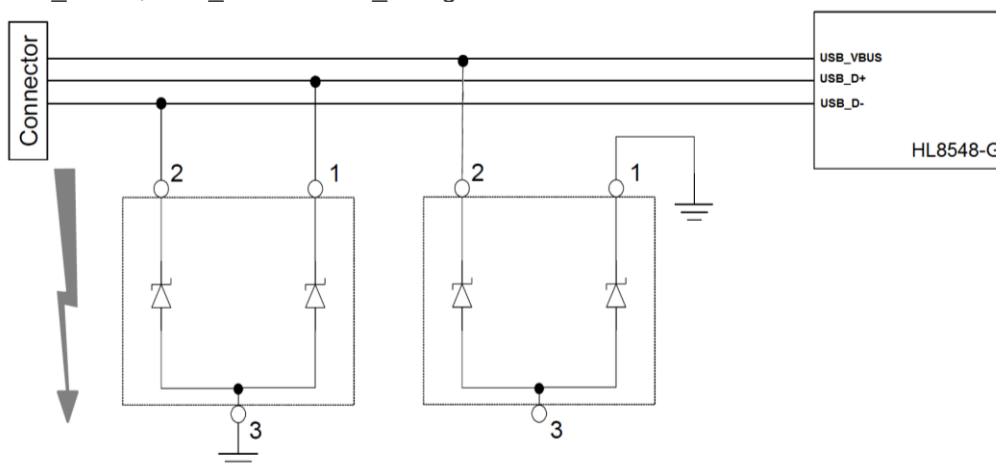 Connector
USB_VBUS
USB_D+
USB_D-
HL8548-G
2
1
2
1
3
3